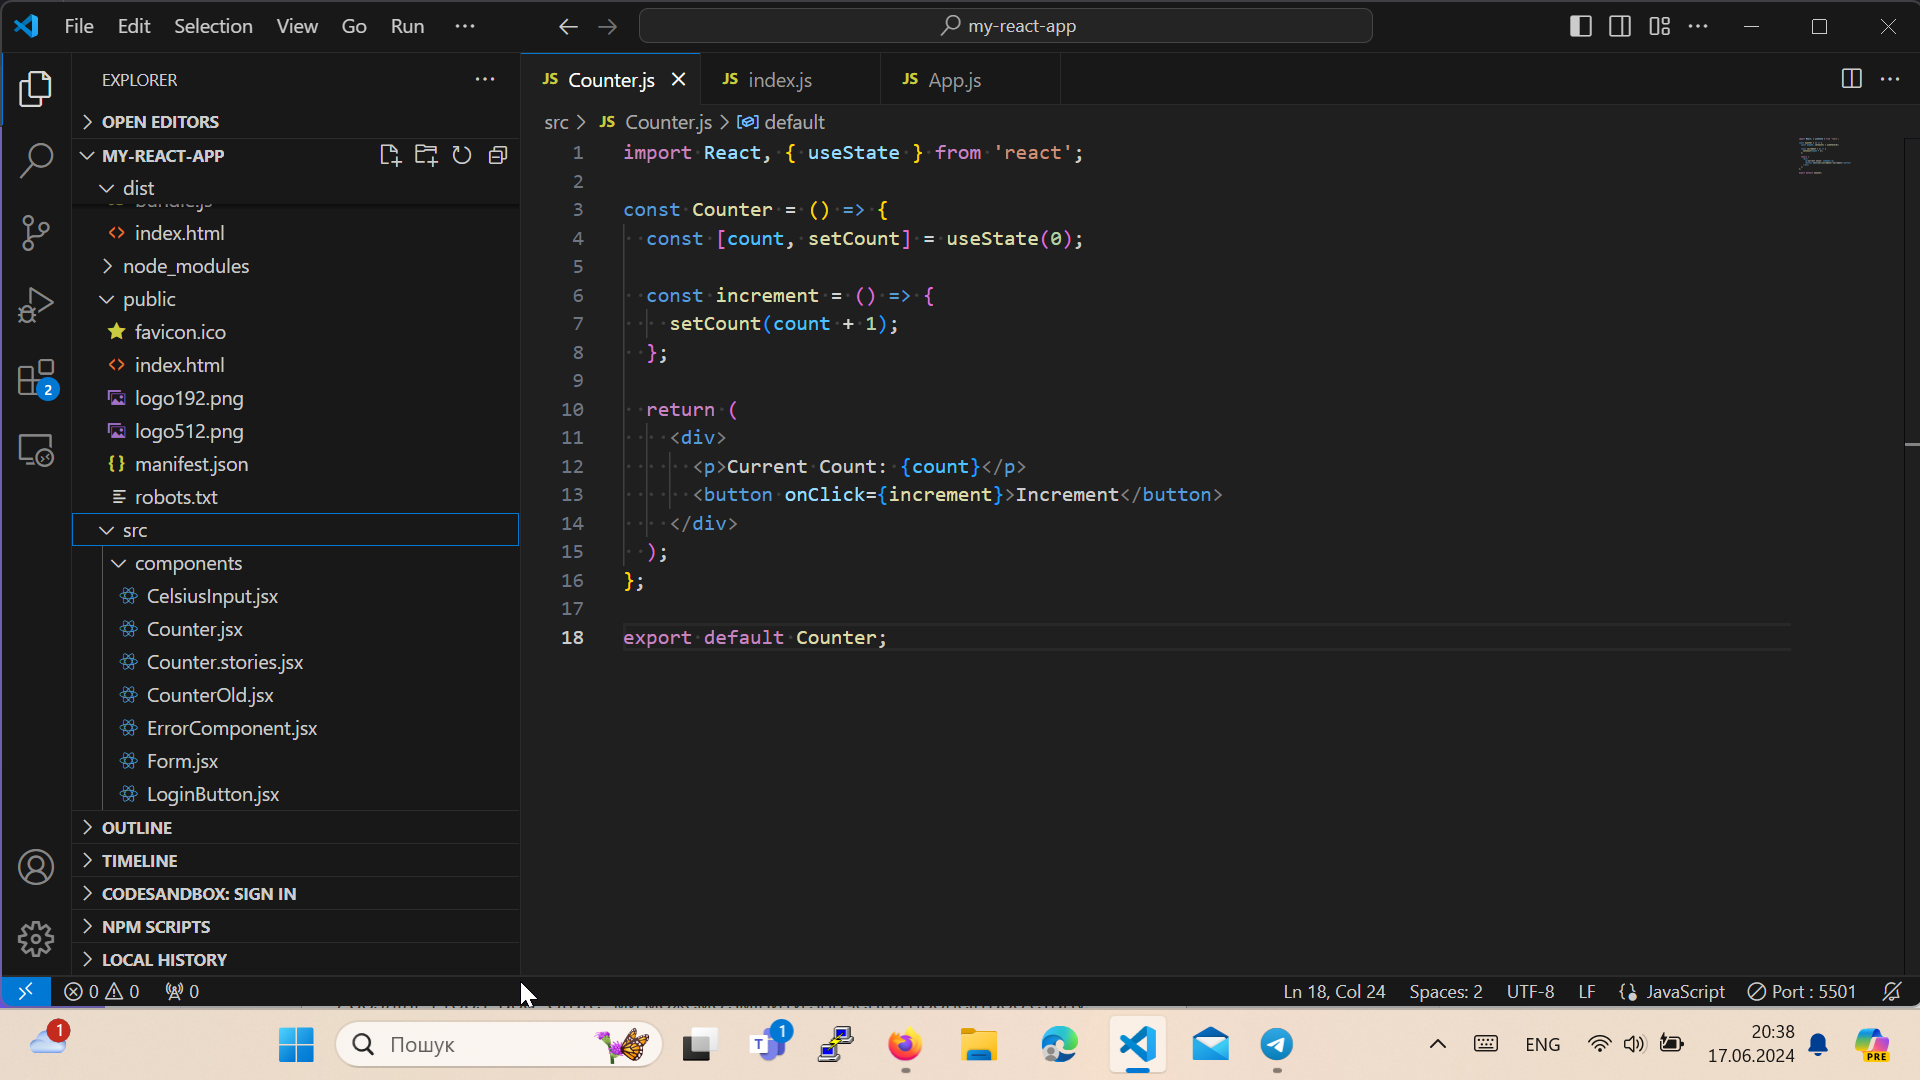 File Edit Selection View Go Run
my-react-app
EXPLORER
OPEN EDITORS
MY-REACT-APP
dist
bundle.js
index.html
node_modules
public
favicon.ico
index.html
logo192.png
logo512.png
manifest.json
robots.txt
src
components
CelsiusInput.jsx
Counter.jsx
Counter.stories.jsx
CounterOld.jsx
ErrorComponent.jsx
Form.jsx
LoginButton.jsx
OUTLINE
TIMELINE
CODESANDBOX: SIGN IN
NPM SCRIPTS
LOCAL HISTORY
2
JS Counter.js JS index.js JS App.js
src > JS Counter.js > default
1 import React, { useState } from 'react';
2
3 const Counter = () => {
4 const [count, setCount] = useState(0);
5
6 const increment = () => {
7 setCount(count + 1);
8 };
9
10 return (
11 <div>
12 <p>Current Count: {count}</p>
13 <button onClick={increment}>Increment</button>
14 </div>
15 );
16 };
17
18 export default Counter;
0 0 0
Ln 18, Col 24 Spaces: 2 UTF-8 LF JavaScript Port : 5501
1
Пошук
T 1
ENG
20:38
17.06.2024
PRE